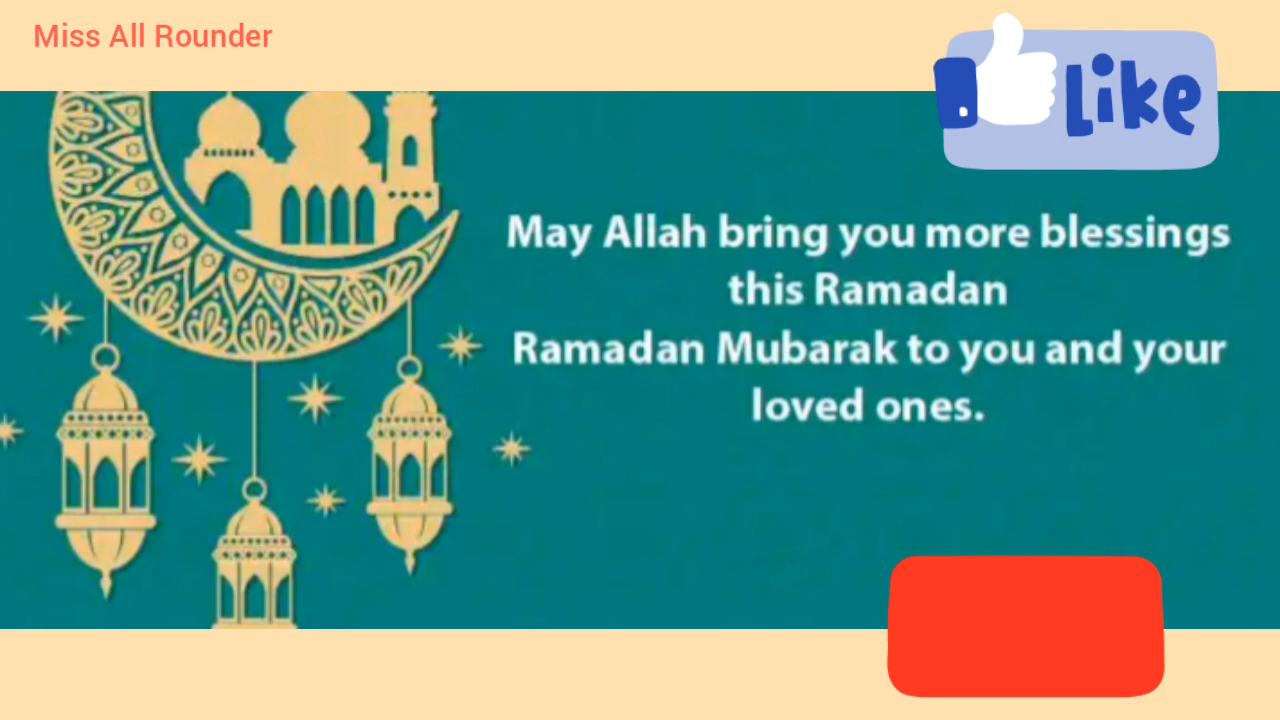 Miss All Rounder
Like
May Allah bring you more blessings
this Ramadan
Ramadan Mubarak to you and your
loved ones.